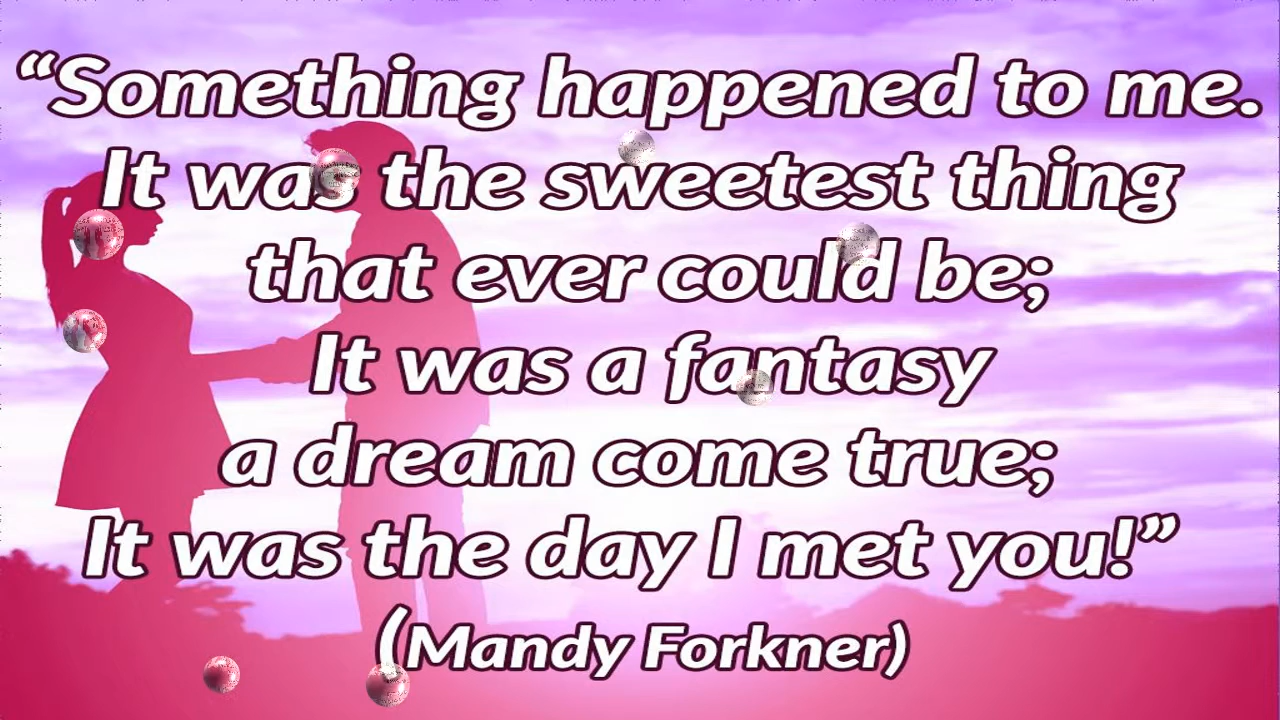 “Something happened to me.
It was the sweetest thing
that ever could be;
It was a fantasy
a dream come true;
It was the day I met you!”
(Mandy Forkner)